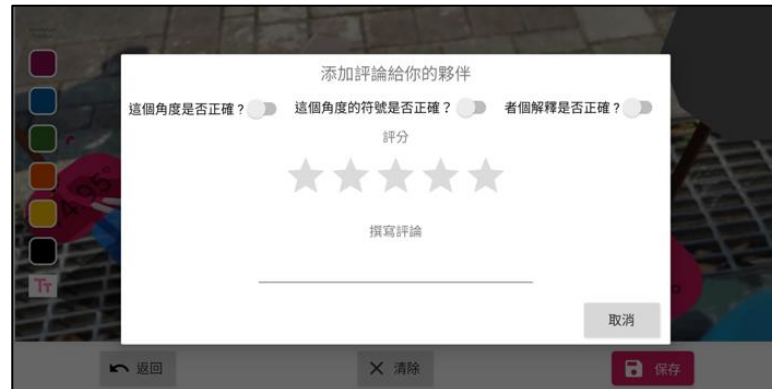 添加評論給你的夥伴
這個角度是否正確？ 這個角度的符號是否正確？ 者個解釋是否正確？
評分
撰寫評論
Tт
取消
返回 清除 保存